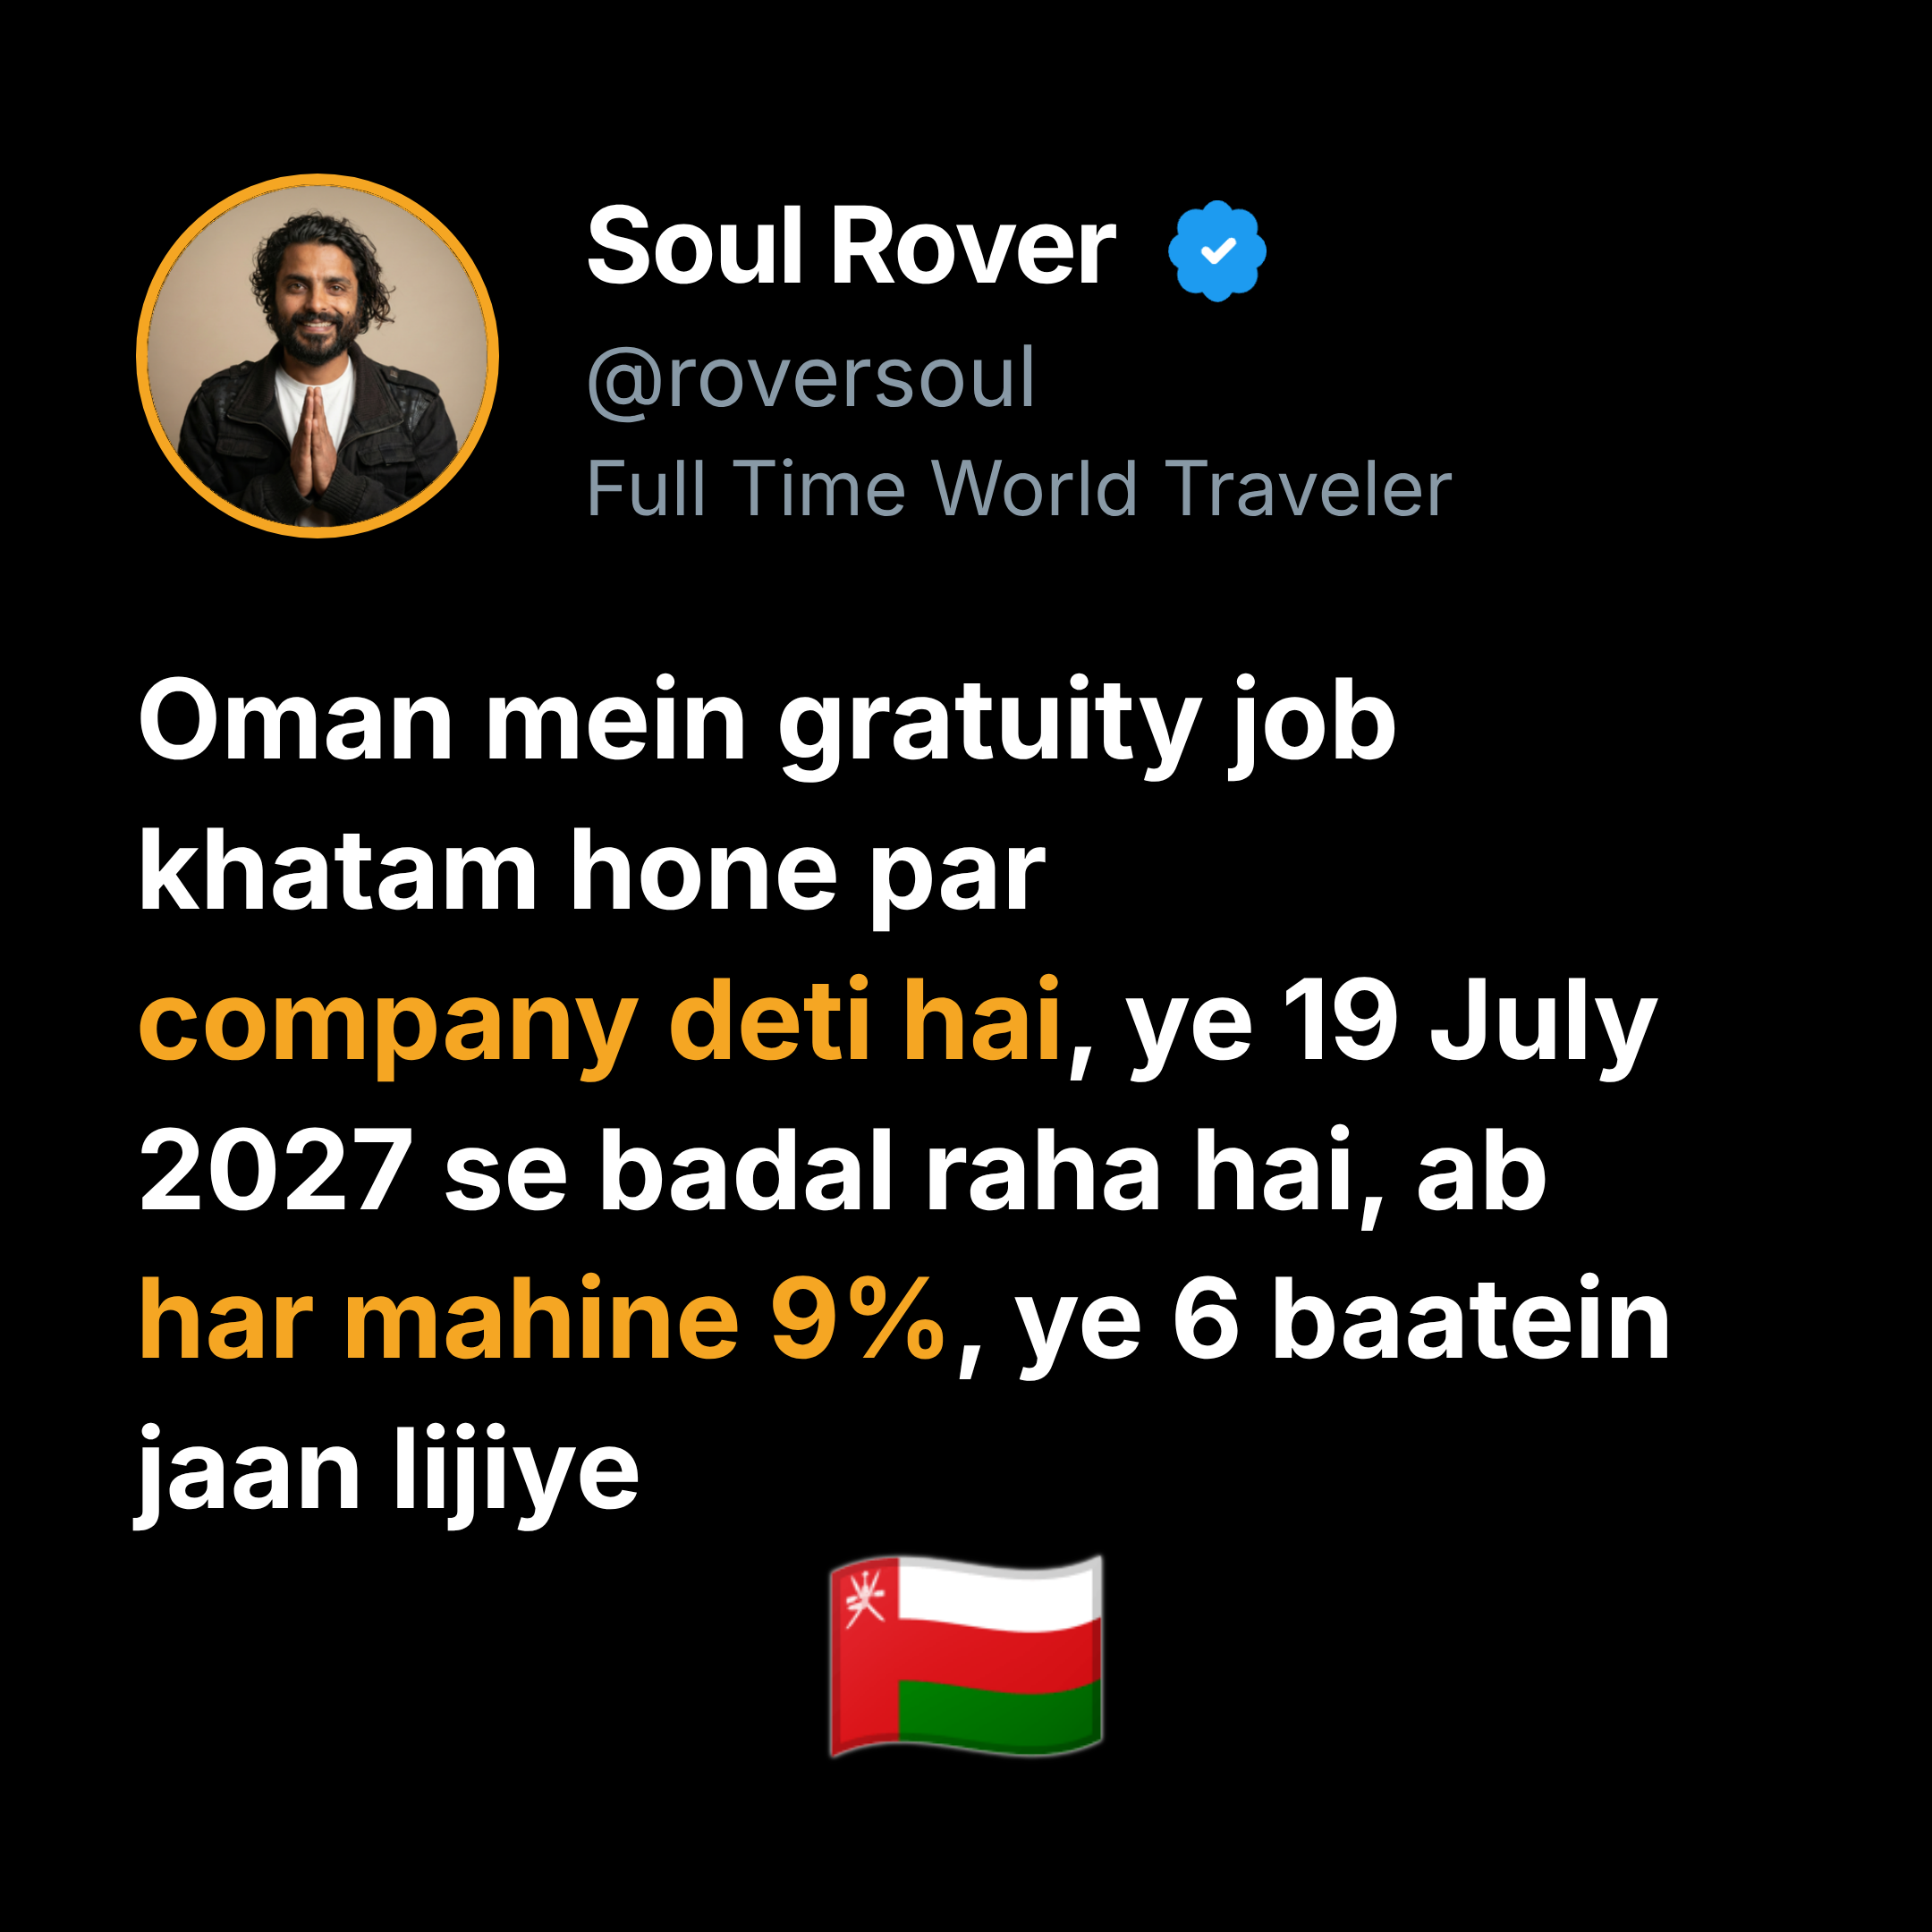 Soul Rover
@roversoul
Full Time World Traveler
Oman mein gratuity job
khatam hone par
company deti hai, ye 19 July
2027 se badal raha hai, ab
har mahine 9%, ye 6 baatein
jaan lijiye